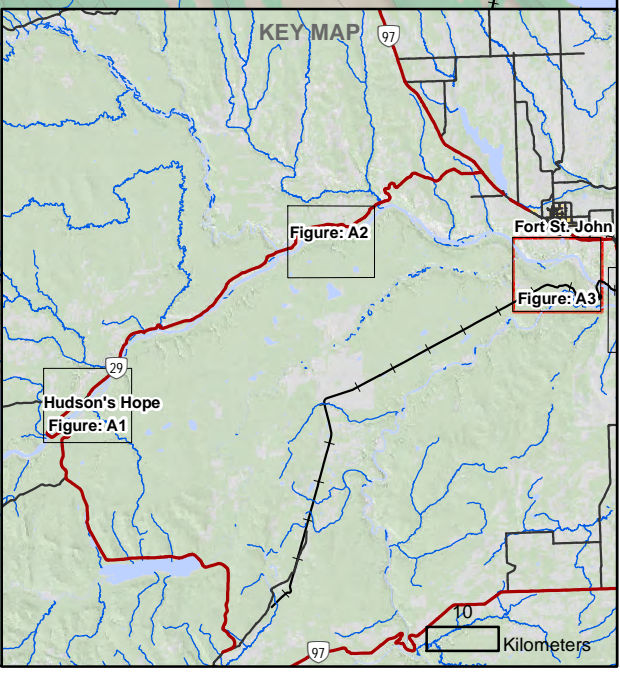 KEY MAP
97
Figure: A2
Fort St. John
Figure: A3
29
Hudson's Hope
Figure: A1
10
Kilometers
97